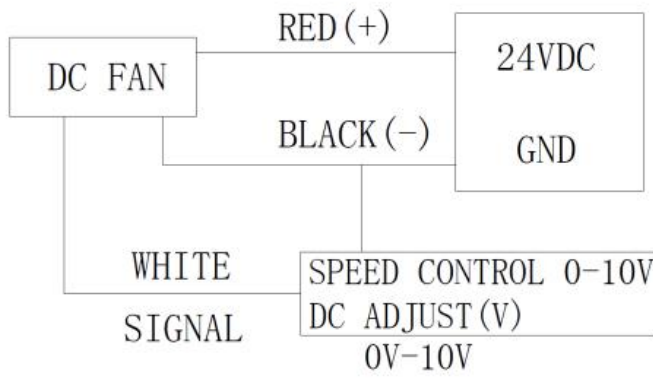 RED(+)
DC FAN
24VDC
BLACK(-)
GND
WHITE
SIGNAL
SPEED CONTROL 0-10V
DC ADJUST(V)
0V-10V